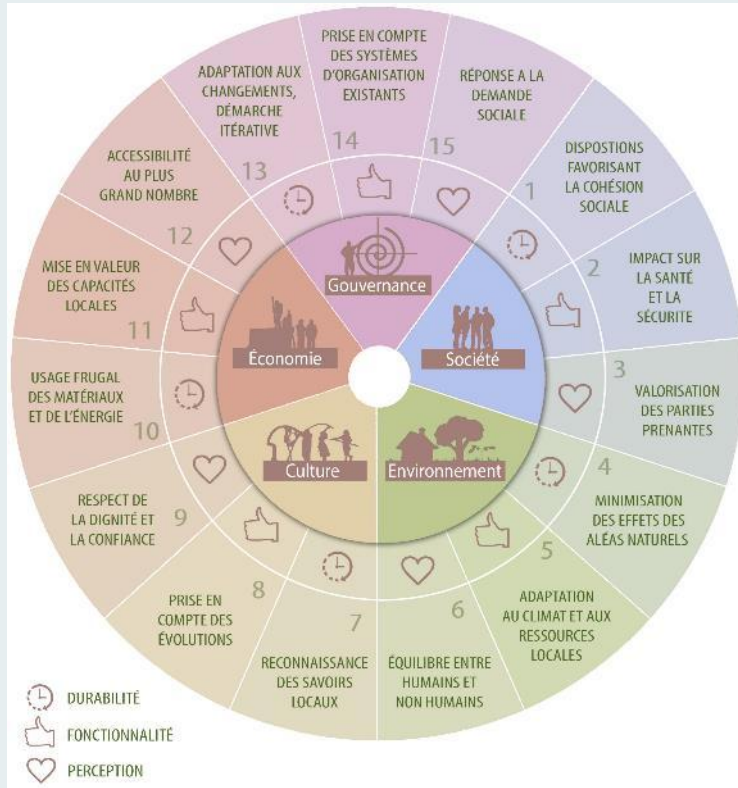 PRISE EN COMPTE
DES SYSTÈMES
D'ORGANISATION
EXISTANTS
14
RÉPONSE A LA
DEMANDE
SOCIALE
15
DISPOSTIONS
FAVORISANT
LA COHÉSION
SOCIALE
1
IMPACT SUR
LA SANTÉ
ET LA
SÉCURITE
2
VALORISATION
DES PARTIES
PRENANTES
3
MINIMISATION
DES EFFETS DES
ALÉAS NATURELS
4
ADAPTATION
AU CLIMAT ET AUX
RESSOURCES
LOCALES
5
ÉQUILIBRE ENTRE
HUMAINS ET
NON HUMAINS
6
RECONNAISSANCE
DES SAVOIRS
LOCAUX
7
PRISE EN
COMPTE DES
ÉVOLUTIONS
8
RESPECT DE
LA DIGNITÉ ET
LA CONFIANCE
9
USAGE FRUGAL
DES MATÉRIAUX
ET DE L'ÉNERGIE
10
MISE EN VALEUR
DES CAPACITÉS
LOCALES
11
ACCESSIBILITÉ
AU PLUS
GRAND NOMBRE
12
ADAPTATION AUX
CHANGEMENTS,
DÉMARCHE
ITÉRATIVE
13
Gouvernance
Société
Environnement
Culture
Économie
DURABILITÉ
FONCTIONNALITÉ
PERCEPTION